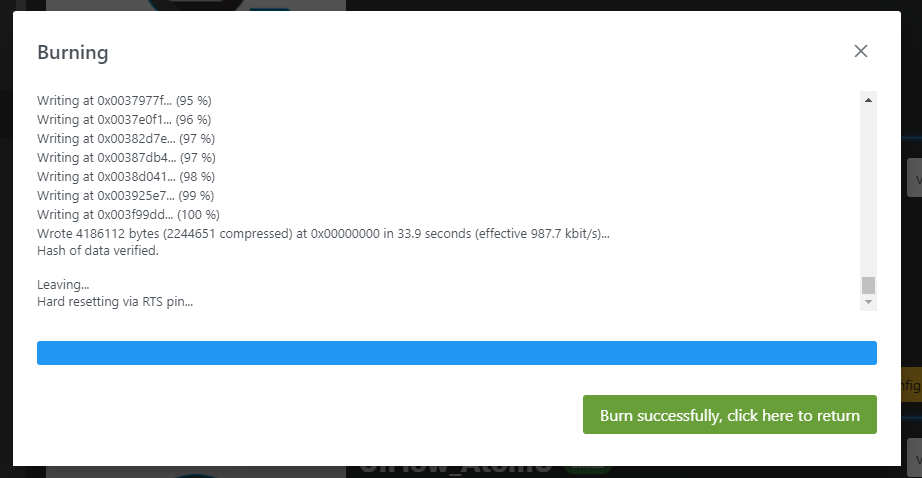 Burning
Writing at 0x0037977f... (95 %)
Writing at 0x0037e0f1... (96 %)
Writing at 0x00382d7e... (97 %)
Writing at 0x00387db4... (97 %)
Writing at 0x0038d041... (98 %)
Writing at 0x003925e7... (99 %)
Writing at 0x003f99dd... (100 %)
Wrote 4186112 bytes (2244651 compressed) at 0x00000000 in 33.9 seconds (effective 987.7 kbit/s)...
Hash of data verified.
Leaving...
Hard resetting via RTS pin...
Burn successfully, click here to return